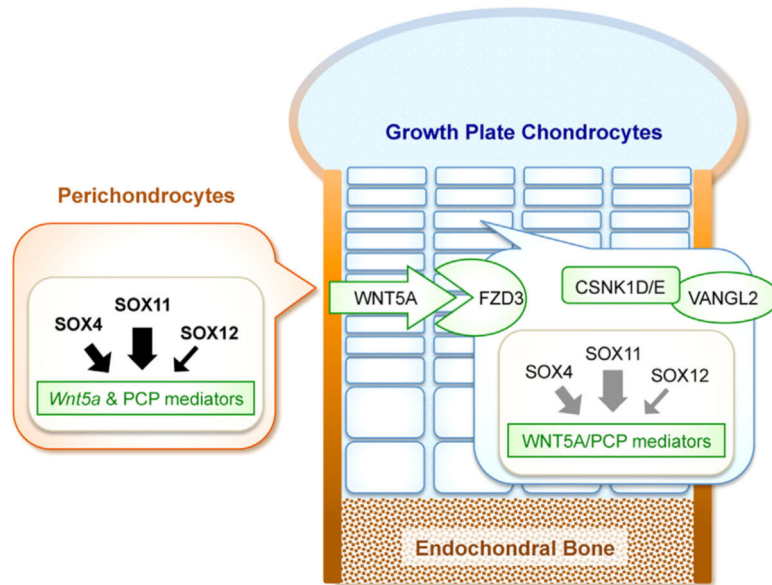 Growth Plate Chondrocytes
Perichondrocytes
SOX11
SOX4
SOX12
Wnt5a & PCP mediators
WNT5A
FZD3
CSNK1D/E
VANGL2
SOX11
SOX4
SOX12
WNT5A/PCP mediators
Endochondral Bone